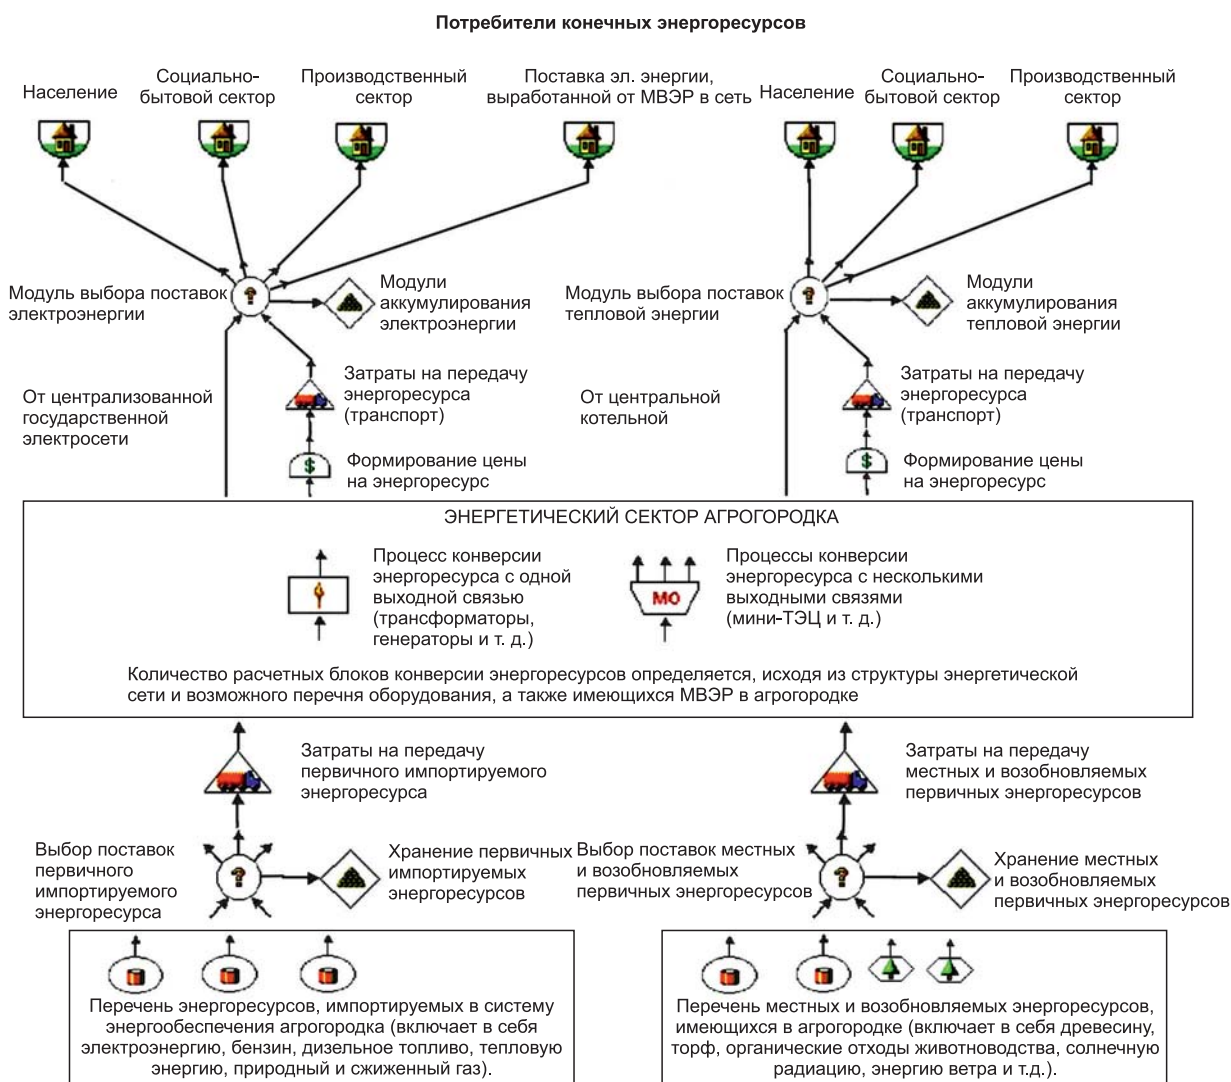 Потребители конечных энергоресурсов
Население
Социально-
бытовой сектор
Производственный
сектор
Поставка эл. энергии,
выработанной от МВЭР в сеть
Население
Социально-
бытовой сектор
Производственный
сектор
Модуль выбора поставок
электроэнергии
?
Модули
аккумулирования
электроэнергии
Модуль выбора поставок
тепловой энергии
?
Модули
аккумулирования
тепловой энергии
От централизованной
государственной
электросети
Затраты на передачу
энергоресурса
(транспорт)
$
Формирование цены
на энергоресурс
От центральной
котельной
Затраты на передачу
энергоресурса
(транспорт)
$
Формирование цены
на энергоресурс
ЭНЕРГЕТИЧЕСКИЙ СЕКТОР АГРОГОРОДКА
Процесс конверсии
энергоресурса с одной
выходной связью
(трансформаторы,
генераторы и т. д.)
МО
Процессы конверсии
энергоресурса с несколькими
выходными связями
(мини-ТЭЦ и т. д.)
Количество расчетных блоков конверсии энергоресурсов определяется, исходя из структуры энергетической
сети и возможного перечня оборудования, а также имеющихся МВЭР в агрогородке
Затраты на передачу
первичного импортируемого
энергоресурса
Затраты на передачу
местных и возобновляемых
первичных энергоресурсов
Выбор поставок
первичного
импортируемого
энергоресурса
?
Хранение первичных
импортируемых
энергоресурсов
Выбор поставок местных
и возобновляемых
первичных энергоресурсов
?
Хранение местных
и возобновляемых
первичных энергоресурсов
Перечень энергоресурсов, импортируемых в систему
энергообеспечения агрогородка (включает в себя
электроэнергию, бензин, дизельное топливо, тепловую
энергию, природный и сжиженный газ).
Перечень местных и возобновляемых энергоресурсов,
имеющихся в агрогородке (включает в себя древесину,
торф, органические отходы животноводства, солнечную
радиацию, энергию ветра и т.д.).